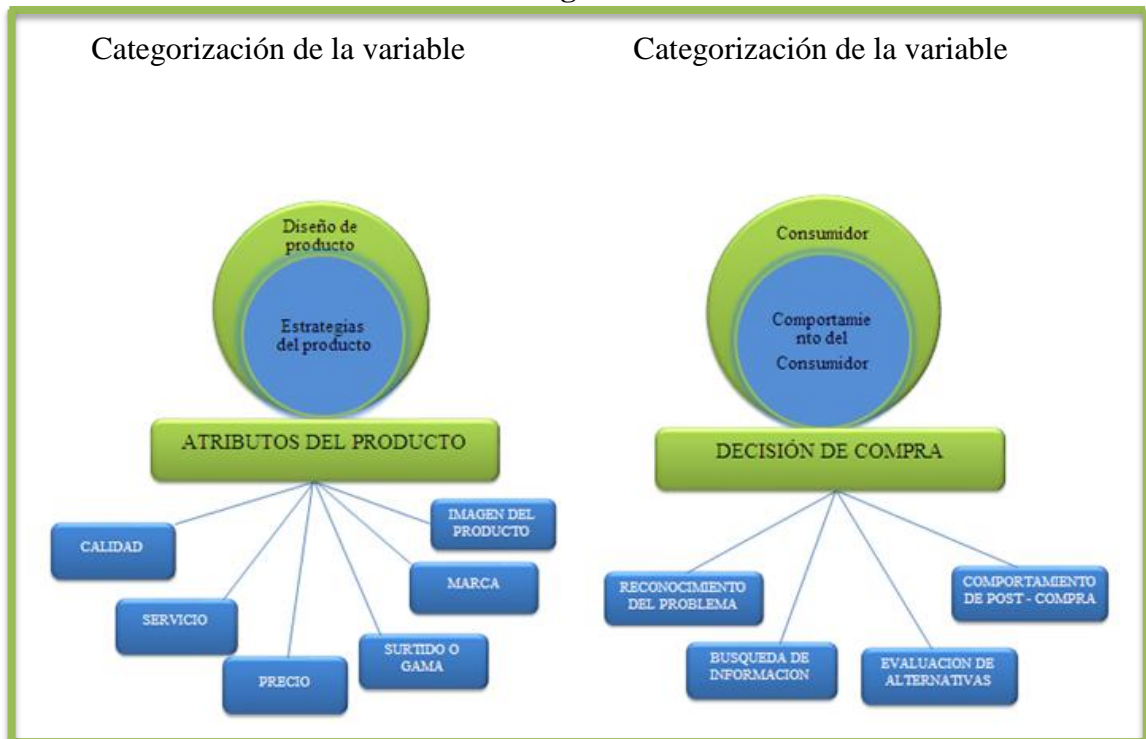 Categorización de la variable
Diseño de
producto
Estrategias
del producto
ATRIBUTOS DEL PRODUCTO
IMAGEN DEL
PRODUCTO
CALIDAD
MARCA
SERVICIO
SURTIDO O
GAMA
PRECIO
Categorización de la variable
Consumidor
Comportamie
nto del
Consumidor
DECISIÓN DE COMPRA
RECONOCIMIENTO
DEL PROBLEMA
COMPORTAMIENTO
DE POST - COMPRA
BUSQUEDA DE
INFORMACION
EVALUACION DE
ALTERNATIVAS